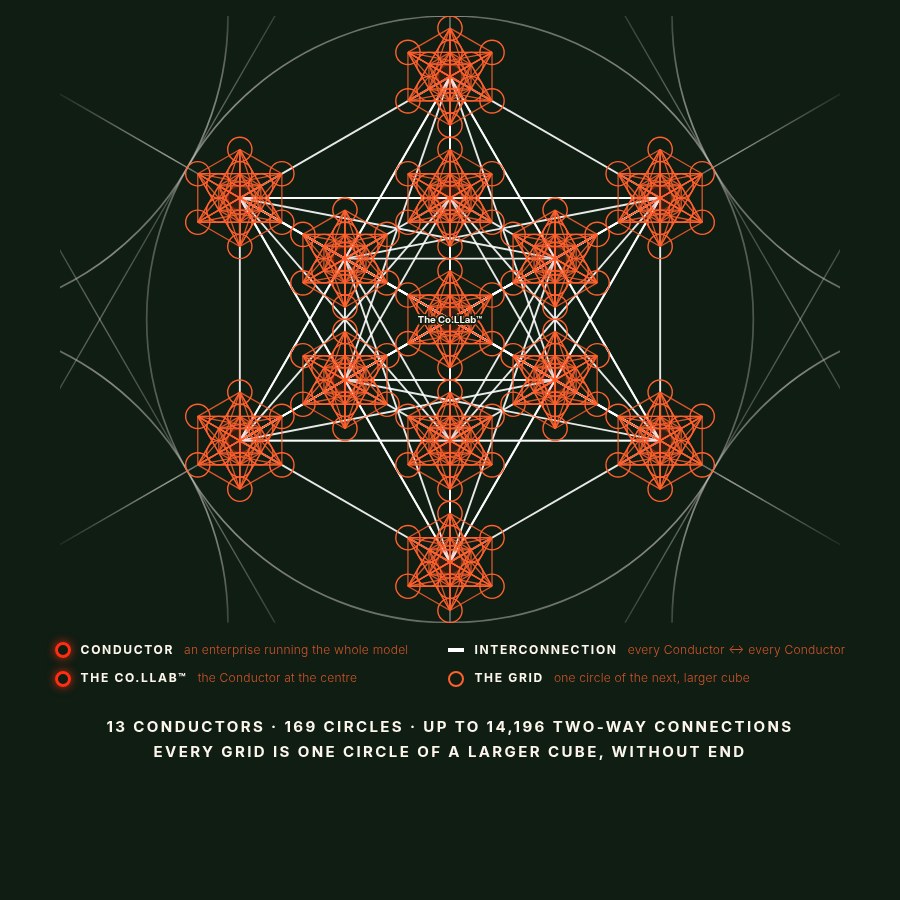 The Co.LLab™
CONDUCTOR an enterprise running the whole model
INTERCONNECTION every Conductor ↔ every Conductor
THE CO.LLAB™ the Conductor at the centre
THE GRID one circle of the next, larger cube
13 CONDUCTORS · 169 CIRCLES · UP TO 14,196 TWO-WAY CONNECTIONS
EVERY GRID IS ONE CIRCLE OF A LARGER CUBE, WITHOUT END